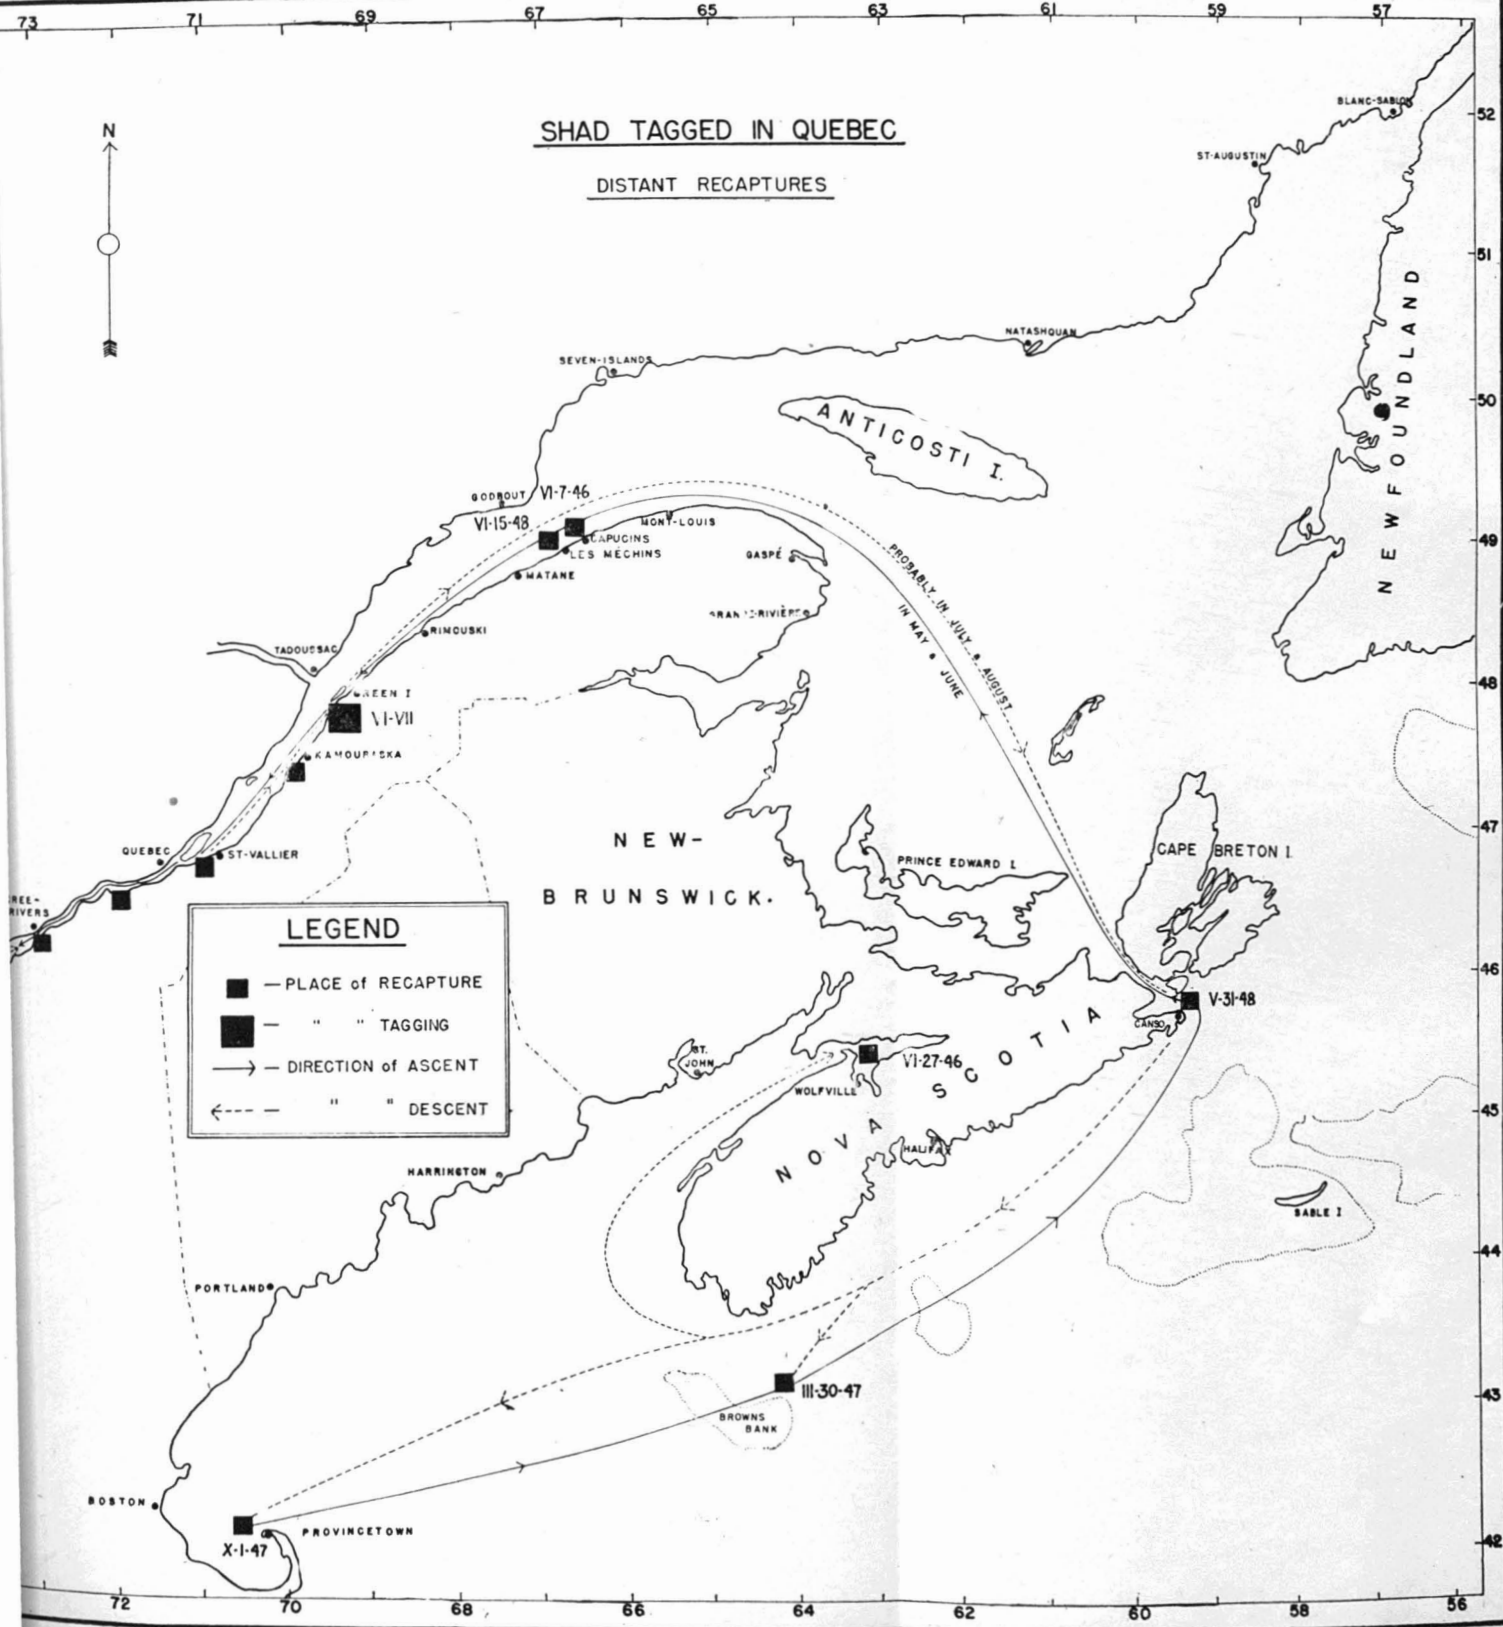 73 71 69 67 65 63 61 59 57
N
SHAD TAGGED IN QUEBEC
DISTANT RECAPTURES
BLANC-SABLON
52
ST-AUGUSTIN
51
NEWFOUNDLAND
NATASHQUAN
SEVEN-ISLANDS
50
ANTICOSTI I.
GODBOUT VI-7-46
VI-15-48
MONT-LOUIS
CAPUCINS
49
LES MÉCHINS
GASPÉ
MATANE
PROBABLY IN JULY AUGUST
IN MAY JUNE
RIMOUSKI
TADOUSSAC
48
VI-VII
KAMOURASKA
47
QUEBEC
ST-VALLIER
NEW-
BRUNSWICK.
PRINCE EDWARD I.
CAPE BRETON I.
REE-
RIVERS
LEGEND
— PLACE of RECAPTURE
— " " TAGGING
— DIRECTION of ASCENT
— " " DESCENT
46
V-31-48
CANSO
ST.
JOHN
VI-27-46
WOLFVILLE
NOVA SCOTIA
45
HALIFAX
HARRINGTON
SABLE I
44
PORTLAND
III-30-47
43
BROWNS
BANK
BOSTON
PROVINCETOWN
X-1-47
42
72 70 68 66 64 62 60 58 56